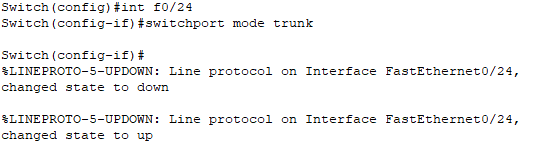 Switch(config)#int f0/24
Switch(config-if)#switchport mode trunk
Switch(config-if)#
%LINEPROTO-5-UPDOWN: Line protocol on Interface FastEthernet0/24,
changed state to down
%LINEPROTO-5-UPDOWN: Line protocol on Interface FastEthernet0/24,
changed state to up